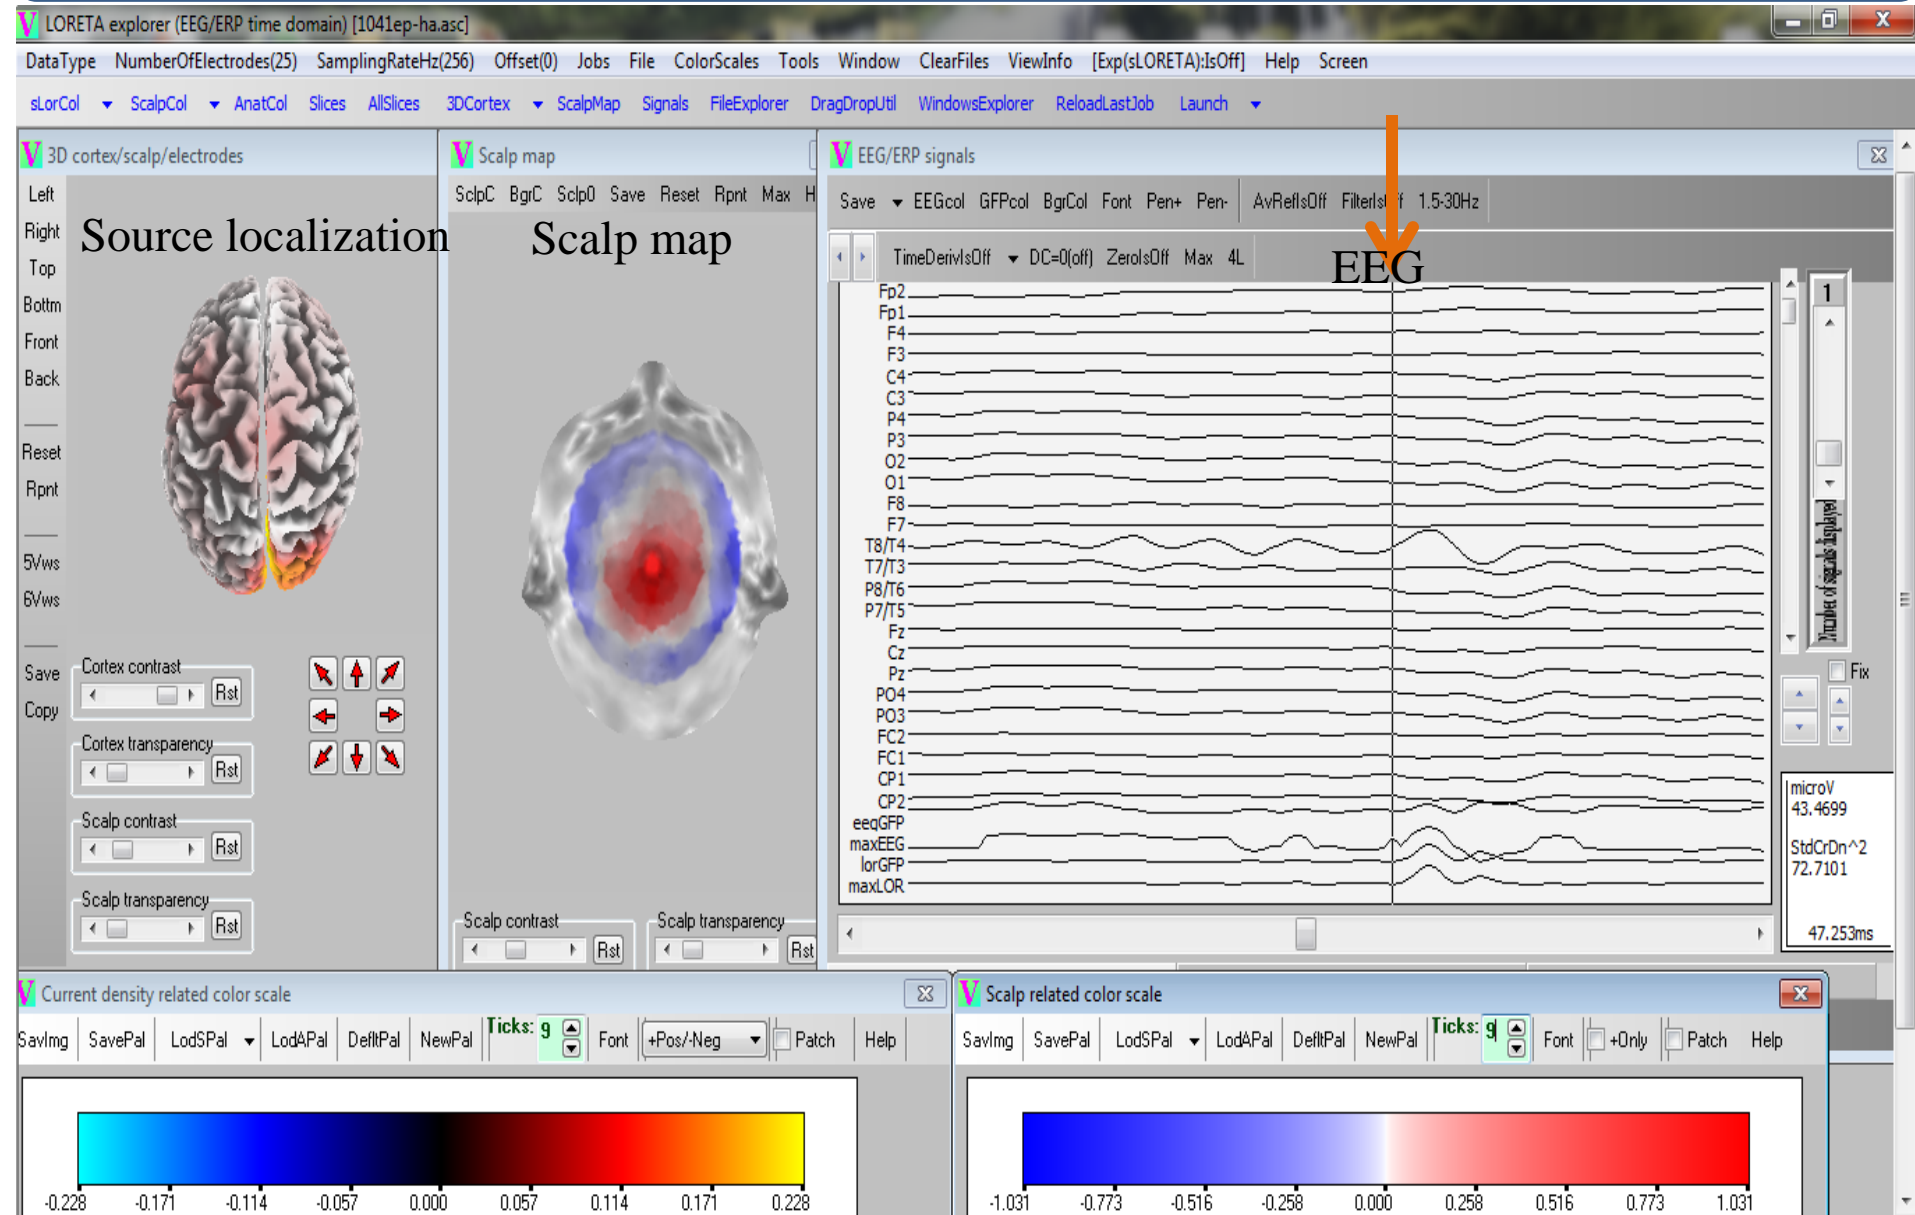 LORETA explorer (EEG/ERP time domain) [1041ep-ha.asc]
DataType NumberOfElectrodes(25) SamplingRateHz(256) Offset(0) Jobs File ColorScales Tools Window ClearFiles ViewInfo [Exp(sLORETA):IsOff] Help Screen
sLorCol ScalpCol AnatCol Slices AllSlices 3DCortex ScalpMap Signals FileExplorer DragDropUtil WindowsExplorer ReloadLastJob Launch
3D cortex/scalp/electrodes
Left
Right
Top
Bottm
Front
Back
Reset
Rpnt
5Vws
6Vws
Save
Copy
Source localization
Cortex contrast
Rst
Cortex transparency
Rst
Scalp contrast
Rst
Scalp transparency
Rst
Scalp map
SclpC BgrC Sclp0 Save Reset Rpnt Max H
Scalp map
Scalp contrast
Rst
Scalp transparency
Rst
EEG/ERP signals
Save EEGcol GFPcol BgrCol Font Pen+ Pen- AvRefIsOff 1.5-30Hz
TimeDerivIsOff DC=0(off) ZeroIsOff Max 4L
EEG
Fp2
Fp1
F4
F3
C4
C3
P4
P3
O2
O1
F8
F7
T8/T4
T7/T3
P8/T6
P7/T5
Fz
Cz
Pz
PO4
PO3
FC2
FC1
CP1
CP2
eegGFP
maxEEG
lorGFP
maxLOR
1
Number of signals displayed
Fix
microV
43.4699
StdCrDn^2
72.7101
47.253ms
Current density related color scale
SavImg SavePal LodSPal LodAPal DefltPal NewPal Ticks: 9 Font +Pos/-Neg Patch Help
-0.228 -0.171 -0.114 -0.057 0.000 0.057 0.114 0.171 0.228
Scalp related color scale
SavImg SavePal LodSPal LodAPal DefltPal NewPal Ticks: 9 Font +Only Patch Help
-1.031 -0.773 -0.516 -0.258 0.000 0.258 0.516 0.773 1.031